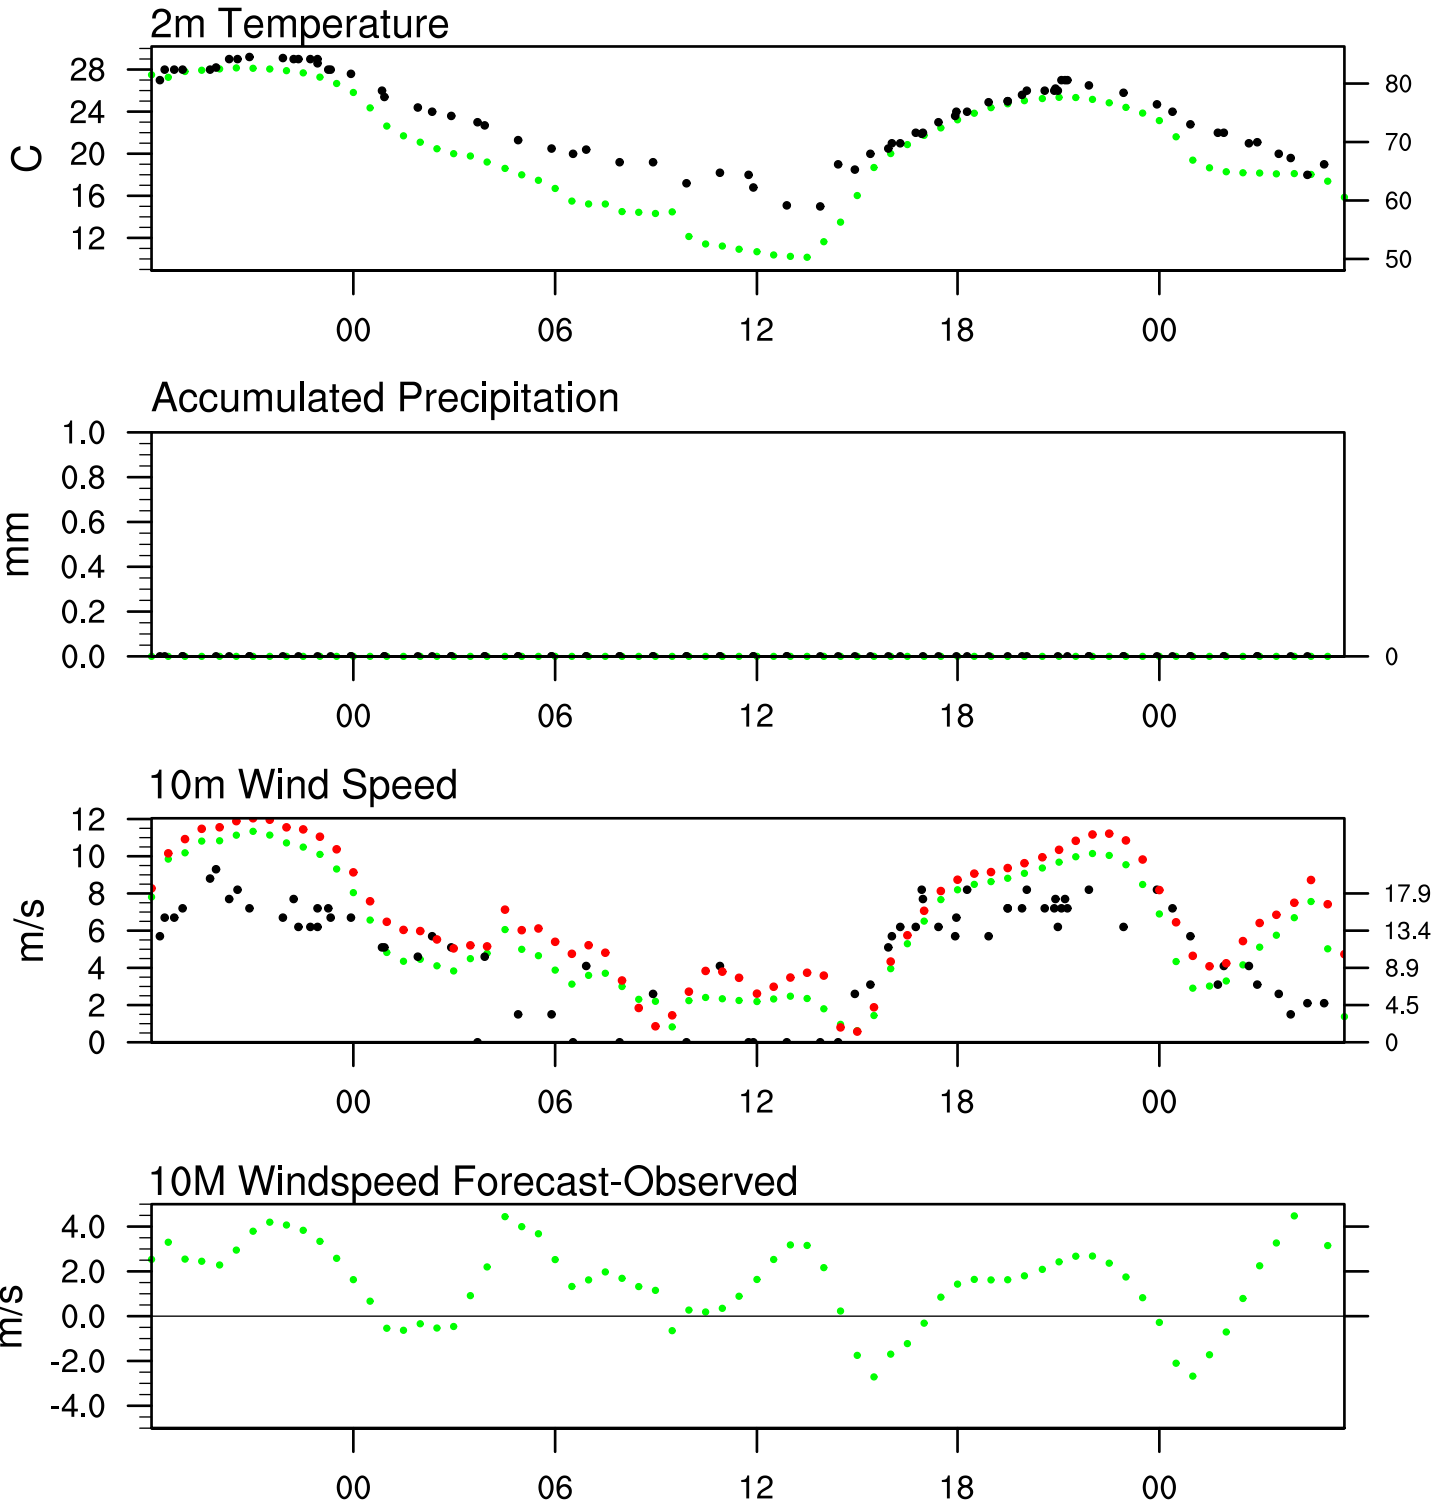 2m Temperature
28
24
20
16
12
C
80
70
60
50
00 06 12 18 00
Accumulated Precipitation
1.0
0.8
0.6
0.4
0.2
0.0
mm
0
00 06 12 18 00
10m Wind Speed
12
10
8
6
4
2
0
m/s
17.9
13.4
8.9
4.5
0
00 06 12 18 00
10M Windspeed Forecast-Observed
4.0
2.0
0.0
-2.0
-4.0
m/s
00 06 12 18 00